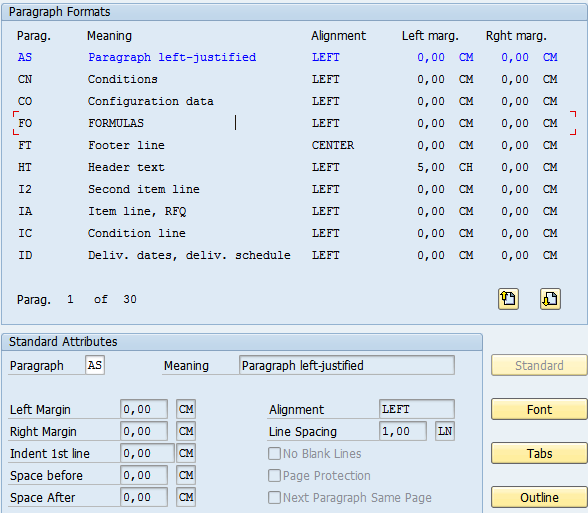 Paragraph Formats
Parag. Meaning Alignment Left marg. Rght marg.
AS Paragraph left-justified LEFT 0,00 CM 0,00 CM
CN Conditions LEFT 0,00 CM 0,00 CM
CO Configuration data LEFT 0,00 CM 0,00 CM
FO FORMULAS LEFT 0,00 CM 0,00 CM
FT Footer line CENTER 0,00 CM 0,00 CM
HT Header text LEFT 5,00 CH 0,00 CM
I2 Second item line LEFT 0,00 CM 0,00 CM
IA Item line, RFQ LEFT 0,00 CM 0,00 CM
IC Condition line LEFT 0,00 CM 0,00 CM
ID Deliv. dates, deliv. schedule LEFT 0,00 CM 0,00 CM
Parag. 1 of 30
Standard Attributes
Paragraph AS Meaning Paragraph left-justified Standard
Left Margin 0,00 CM Alignment LEFT Font
Right Margin 0,00 CM Line Spacing 1,00 LN
Indent 1st line 0,00 CM No Blank Lines Tabs
Space before 0,00 CM Page Protection
Space After 0,00 CM Next Paragraph Same Page Outline